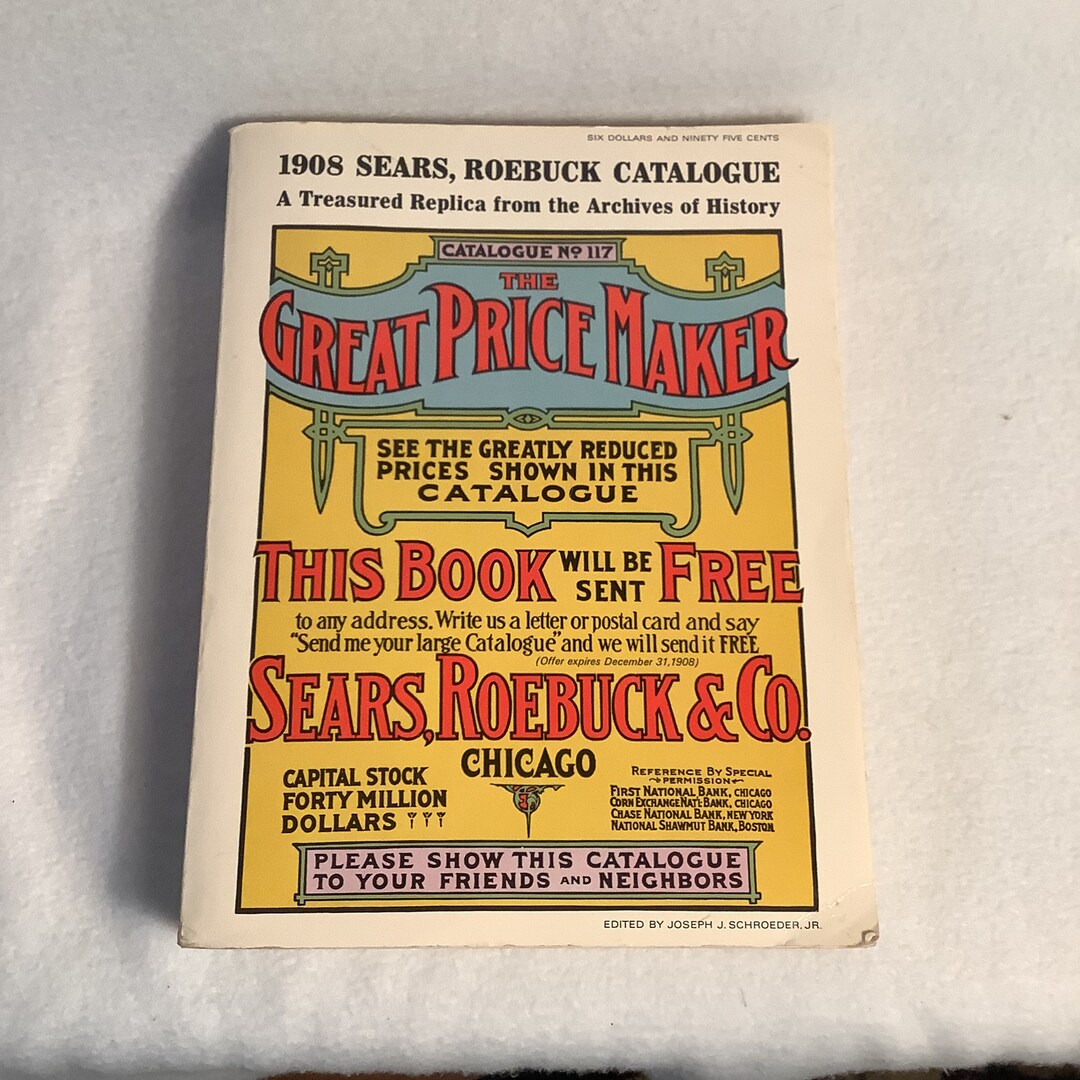 SIX DOLLARS AND NINETY FIVE CENTS
1908 SEARS, ROEBUCK CATALOGUE
A Treasured Replica from the Archives of History
CATALOGUE No 117
THE
GREAT PRICE MAKER
SEE THE GREATLY REDUCED
PRICES SHOWN IN THIS
CATALOGUE
THIS BOOK WILL BE SENT FREE
to any address. Write us a letter or postal card and say
"Send me your large Catalogue" and we will send it FREE
(Offer expires December 31, 1908)
SEARS, ROEBUCK & CO.
CHICAGO
CAPITAL STOCK
FORTY MILLION
DOLLARS
REFERENCE BY SPECIAL
PERMISSION
FIRST NATIONAL BANK, CHICAGO
CORN EXCHANGE NAT'L BANK, CHICAGO
CHASE NATIONAL BANK, NEW YORK
NATIONAL SHAWMUT BANK, BOSTON
PLEASE SHOW THIS CATALOGUE
TO YOUR FRIENDS AND NEIGHBORS
EDITED BY JOSEPH J. SCHROEDER, JR.